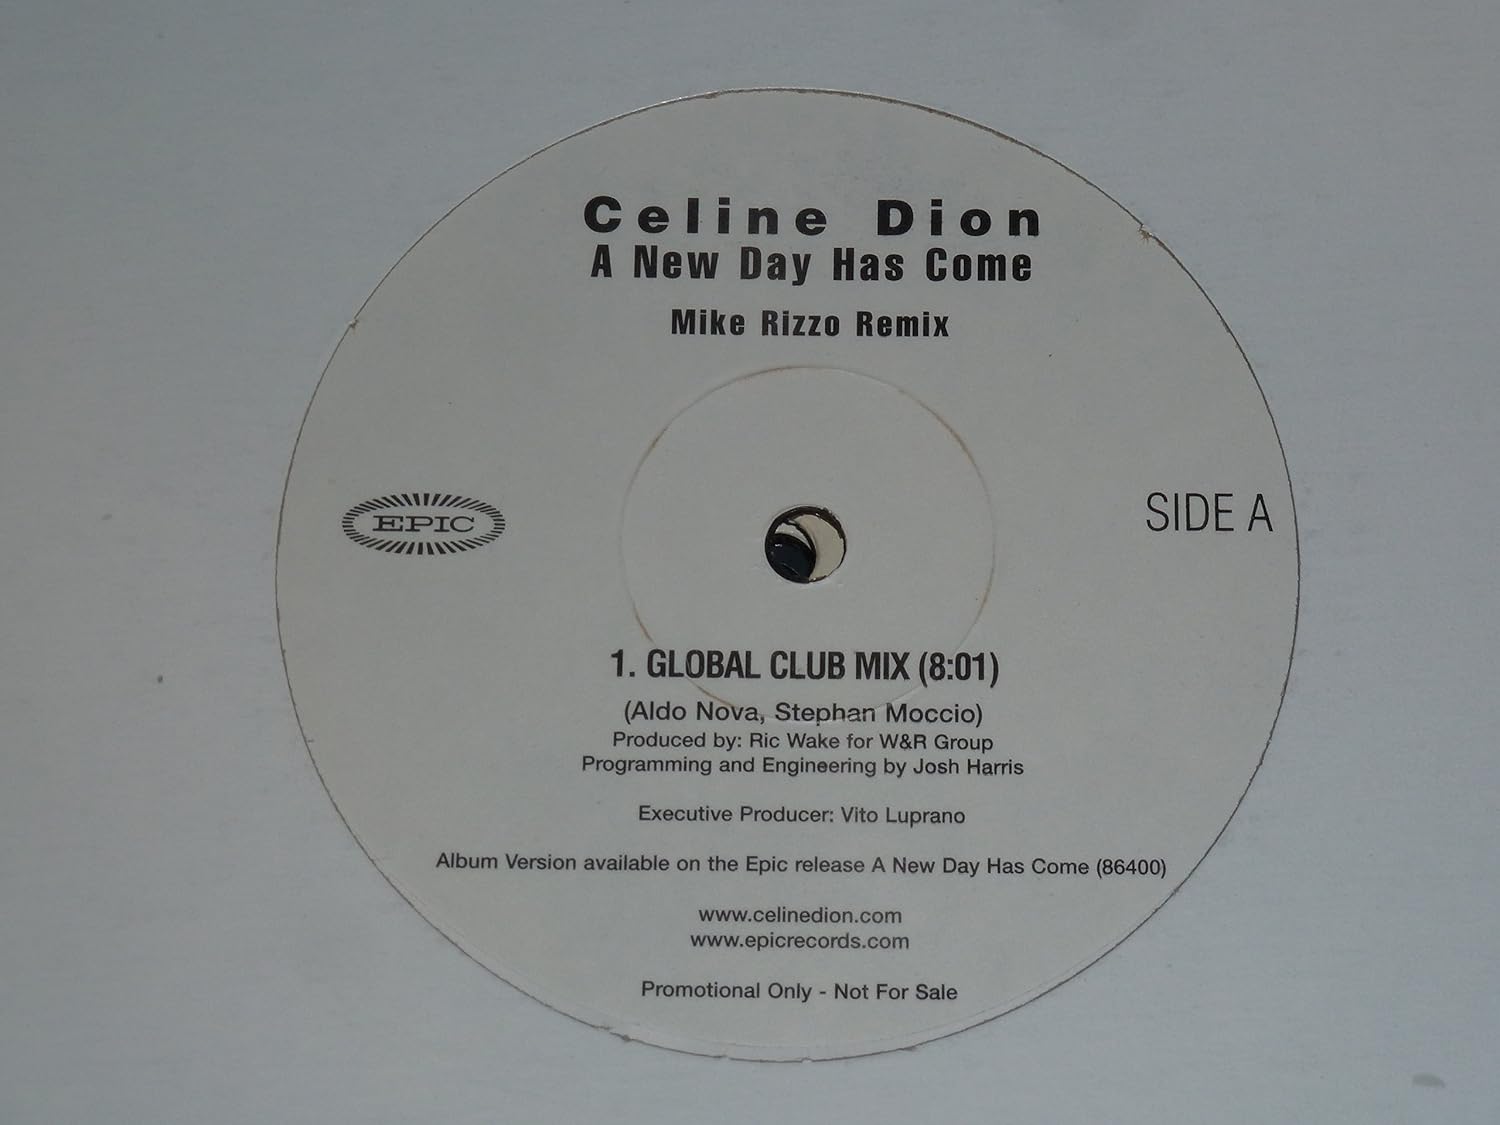 Celine Dion
A New Day Has Come
Mike Rizzo Remix
EPIC
SIDE A
1. GLOBAL CLUB MIX (8:01)
(Aldo Nova, Stephan Moccio)
Produced by: Ric Wake for W&R Group
Programming and Engineering by Josh Harris
Executive Producer: Vito Luprano
Album Version available on the Epic release A New Day Has Come (86400)
www.celinedion.com
www.epicrecords.com
Promotional Only - Not For Sale